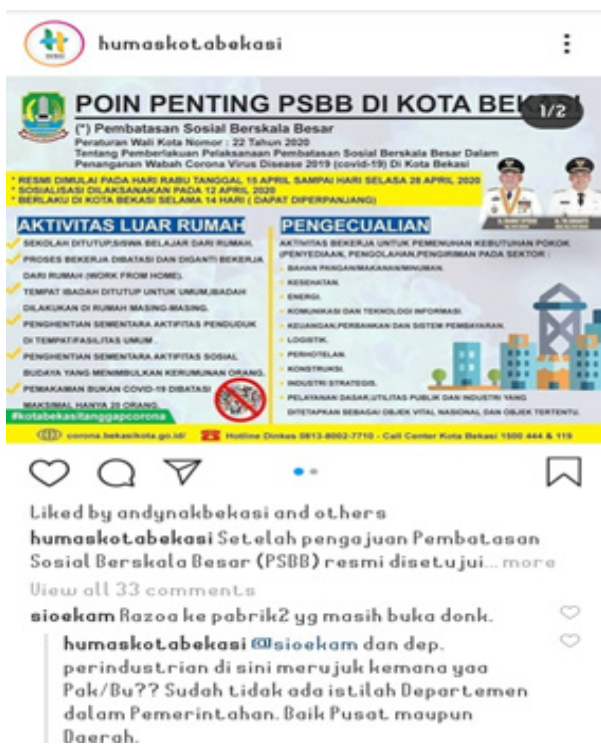 humaskotabekasi
POIN PENTING PSBB DI KOTA
1/2
(*) Pembatasan Sosial Berskala Besar
Peraturan Wali Kota Nomor : 22 Tahun 2020
Tentang Pemberlakuan Pelaksanaan Pembatasan Sosial Berskala Besar Dalam
Penanganan Wabah Corona Virus Disease 2019 (covid-19) Di Kota Bekasi
* RESMI DIMULAI PADA HARI RABU TANGGAL 15 APRIL SAMPAI HARI SELASA 28 APRIL 2020
* SOSIALISASI DILAKSANAKAN PADA 12 APRIL 2020
* BERLAKU DI KOTA BEKASI SELAMA 14 HARI ( DAPAT DIPERPANJANG)
AKTIVITAS LUAR RUMAH
SEKOLAH DITUTUP,SISWA BELAJAR DARI RUMAH.
PROSES BEKERJA DIBATASI DAN DIGANTI BEKERJA
DARI RUMAH (WORK FROM HOME).
TEMPAT IBADAH DITUTUP UNTUK UMUM,IBADAH
DILAKUKAN DI RUMAH MASING-MASING.
PENGHENTIAN SEMENTARA AKTIFITAS PENDUDUK
DI TEMPAT/FASILITAS UMUM .
PENGHENTIAN SEMENTARA AKTIFITAS SOSIAL
BUDAYA YANG MENIMBULKAN KERUMUNAN ORANG.
PEMAKAMAN BUKAN COVID-19 DIBATASI
MAKSIMAL HANYA 20 ORANG.
#kotabekasitanggapcorona
PENGECUALIAN
AKTIVITAS BEKERJA UNTUK PEMENUHAN KEBUTUHAN POKOK
(PENYEDIAAN, PENGOLAHAN,PENGIRIMAN PADA SEKTOR :
- BAHAN PANGAN/MAKANAN/MINUMAN.
- KESEHATAN.
- ENERGI.
- KOMUNIKASI DAN TEKNOLOGI INFORMASI.
- KEUANGAN,PERBANKAN DAN SISTEM PEMBAYARAN.
- LOGISTIK.
- PERHOTELAN.
- KONSTRUKSI.
- INDUSTRI STRATEGIS.
- PELAYANAN DASAR,UTILITAS PUBLIK DAN INDUSTRI YANG
DITETAPKAN SEBAGAI OBJEK VITAL NASIONAL DAN OBJEK TERTENTU.
corona.bekasikota.go.id/ Hotline Dinkes 0813-8002-7710 - Call Center Kota Bekasi 1500 444 & 119
Liked by andynakbekasi and others
humaskotabekasi Setelah pengajuan Pembatasan
Sosial Berskala Besar (PSBB) resmi disetujui... more
View all 33 comments
sioekam Razoa ke pabrik2 yg masih buka donk.
humaskotabekasi @sioekam dan dep.
perindustrian di sini merujuk kemana yaa
Pak/Bu?? Sudah tidak ada istilah Departemen
dalam Pemerintahan. Baik Pusat maupun
Daerah.